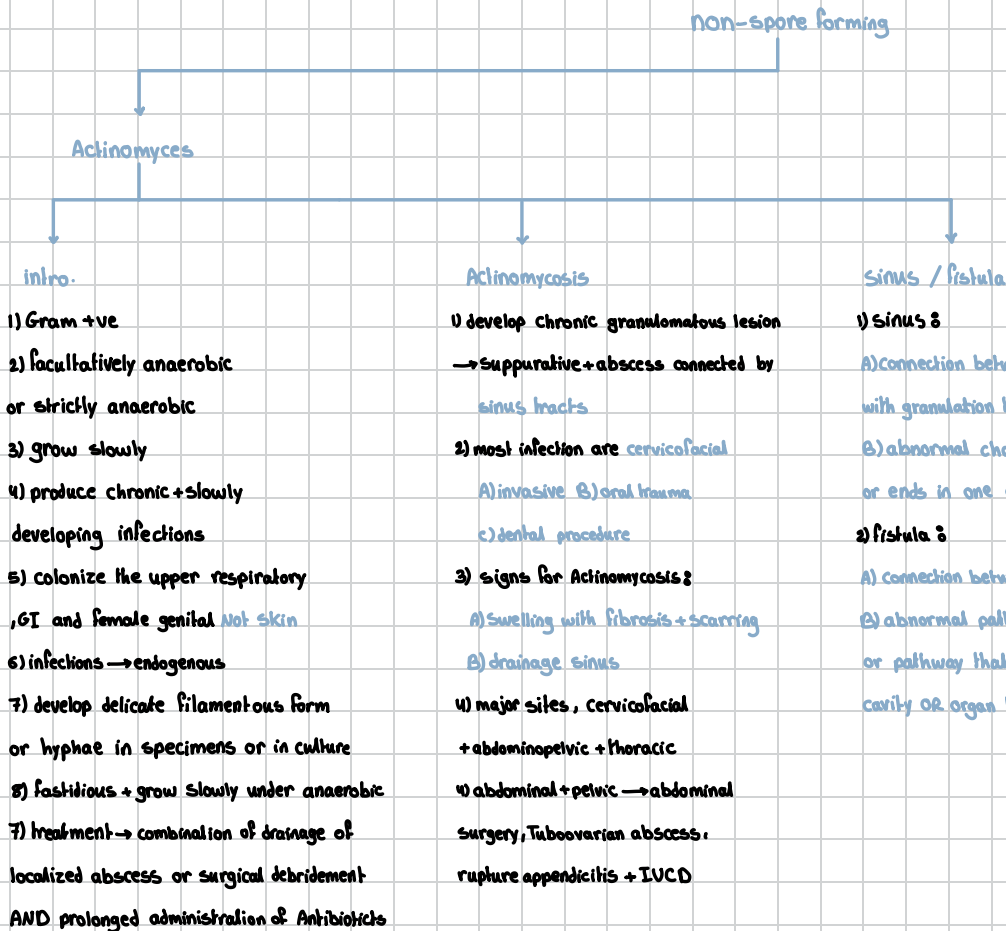 non-spore forming
Actinomyces
intro.
1) Gram +ve
2) facultatively anaerobic
or strictly anaerobic
3) grow slowly
4) produce chronic + slowly
developing infections
5) colonize the upper respiratory
, GI and female genital Not skin
6) infections → endogenous
7) develop delicate filamentous form
or hyphae in specimens or in culture
8) fastidious + grow slowly under anaerobic
7) treatment → combination of drainage of
localized abscess or surgical debridement
AND prolonged administration of Antibioticts
Actinomycosis
1) develop chronic granulomatous lesion
→ suppurative + abscess connected by
sinus tracts
2) most infection are cervicofacial
A) invasive B) oral trauma
c) dental procedure
3) signs for Actinomycosis:
A) swelling with fibrosis + scarring
B) drainage sinus
4) major sites, cervicofacial
+ abdominopelvic + thoracic
4) abdominal + pelvic → abdominal
surgery, Tuboovarian abscess,
rupture appendicitis + IUCD
sinus / fistula
1) sinus:
A) connection
with granulation
B) abnormal
or ends in one
2) fistula:
A) connection
B) abnormal
or pathway
cavity OR organ